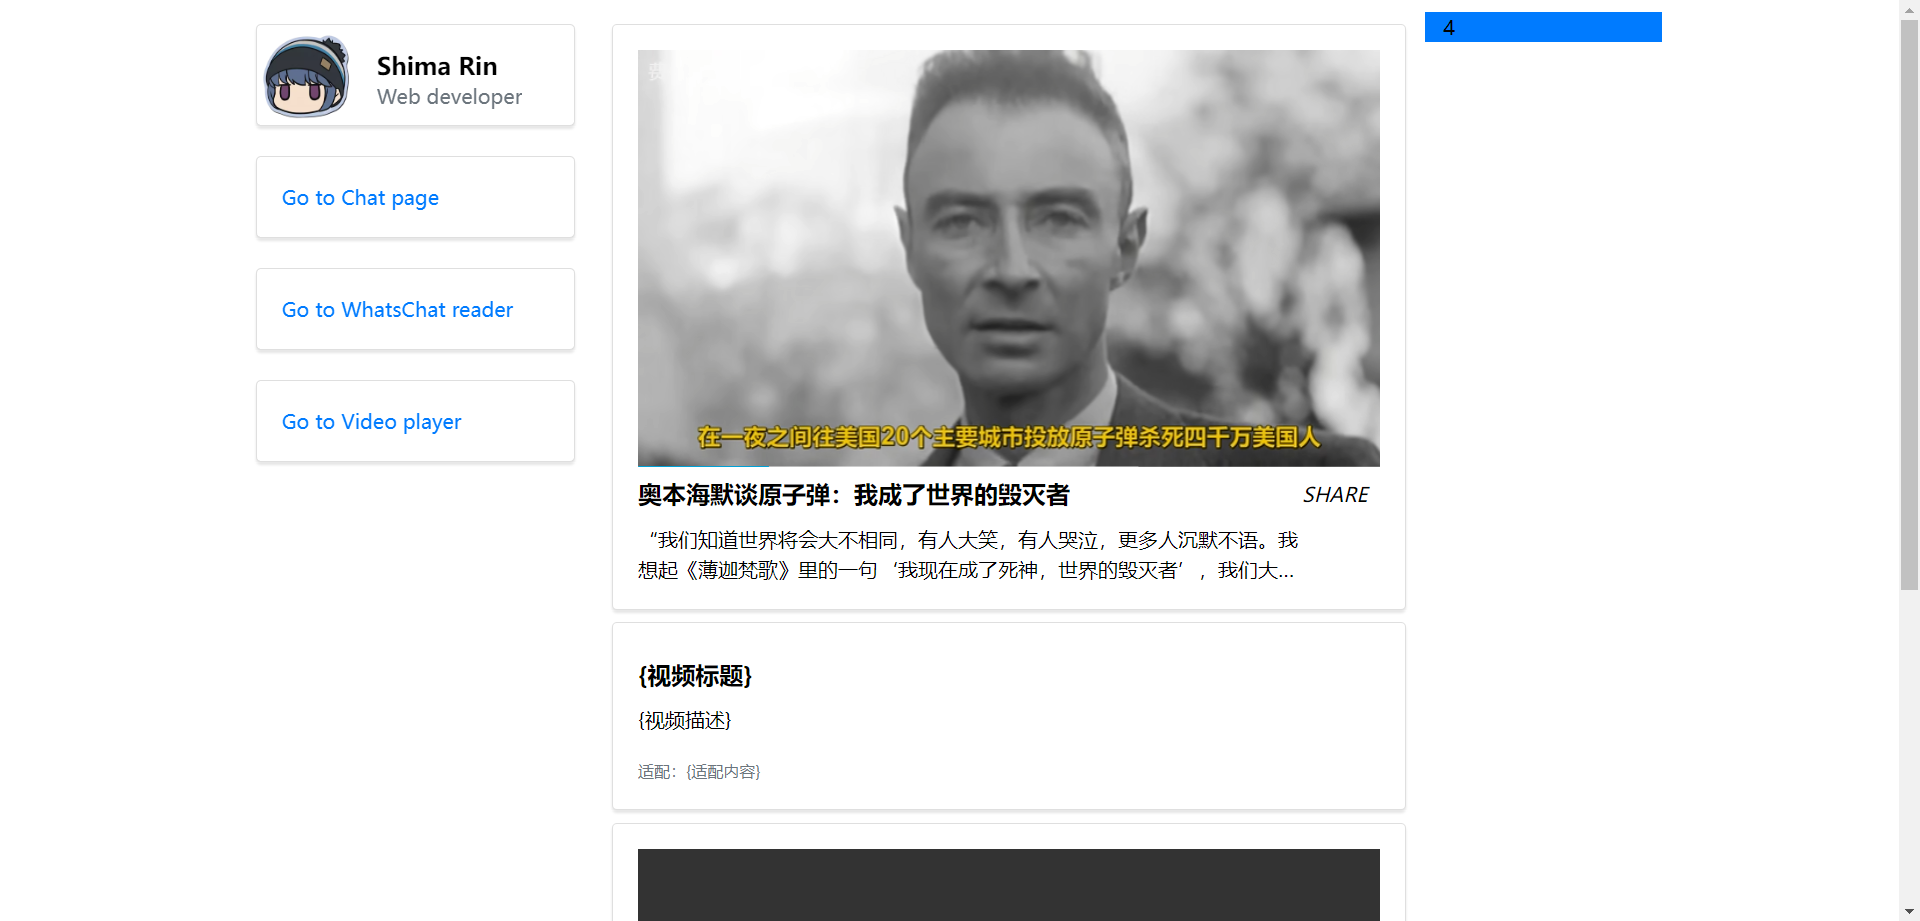 Shima Rin
Web developer
Go to Chat page
Go to WhatsChat reader
Go to Video player
在一夜之间往美国20个主要城市投放原子弹杀死四千万美国人
奥本海默谈原子弹：我成了世界的毁灭者
SHARE
“我们知道世界将会大不相同，有人大笑，有人哭泣，更多人沉默不语。我
想起《薄迦梵歌》里的一句‘我现在成了死神，世界的毁灭者’，我们大...
{视频标题}
{视频描述}
适配：{适配内容}
4